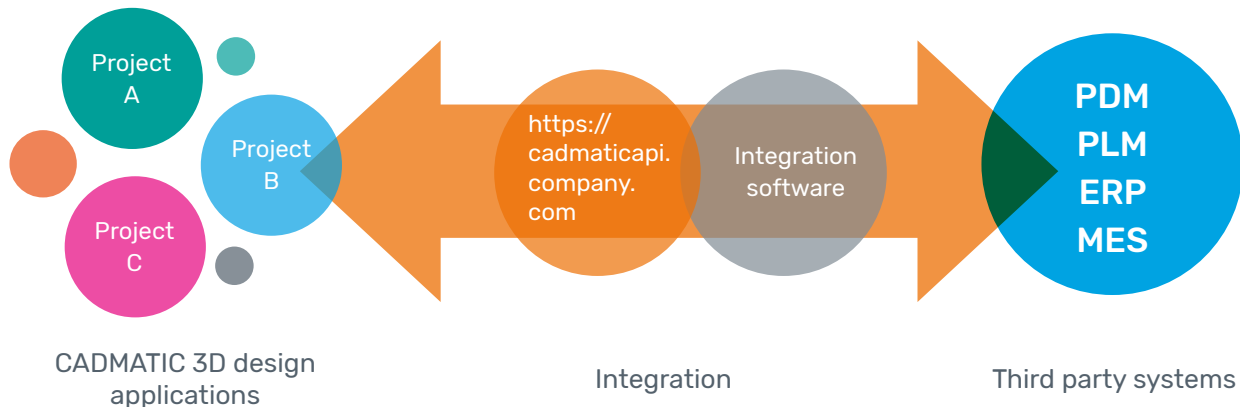 Project
A
Project
B
Project
C
https://
cadmaticapi.
company.
com
Integration
software
PDM
PLM
ERP
MES
CADMATIC 3D design
applications
Integration
Third party systems